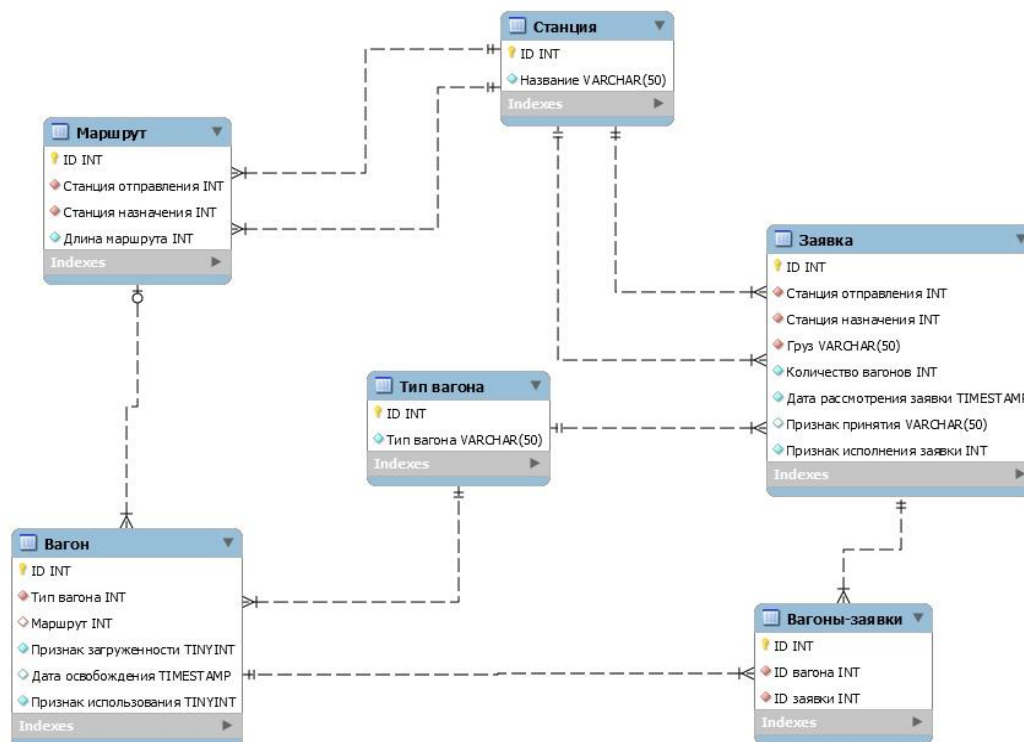 Станция
ID INT
Название VARCHAR(50)
Indexes
Маршрут
ID INT
Станция отправления INT
Станция назначения INT
Длина маршрута INT
Indexes
Заявка
ID INT
Станция отправления INT
Станция назначения INT
Груз VARCHAR(50)
Количество вагонов INT
Дата рассмотрения заявки TIMESTAMP
Признак принятия VARCHAR(50)
Признак исполнения заявки INT
Indexes
Тип вагона
ID INT
Тип вагона VARCHAR(50)
Indexes
Вагон
ID INT
Тип вагона INT
Маршрут INT
Признак загруженности TINYINT
Дата освобождения TIMESTAMP
Признак использования TINYINT
Indexes
Вагоны-заявки
ID INT
ID вагона INT
ID заявки INT
Indexes